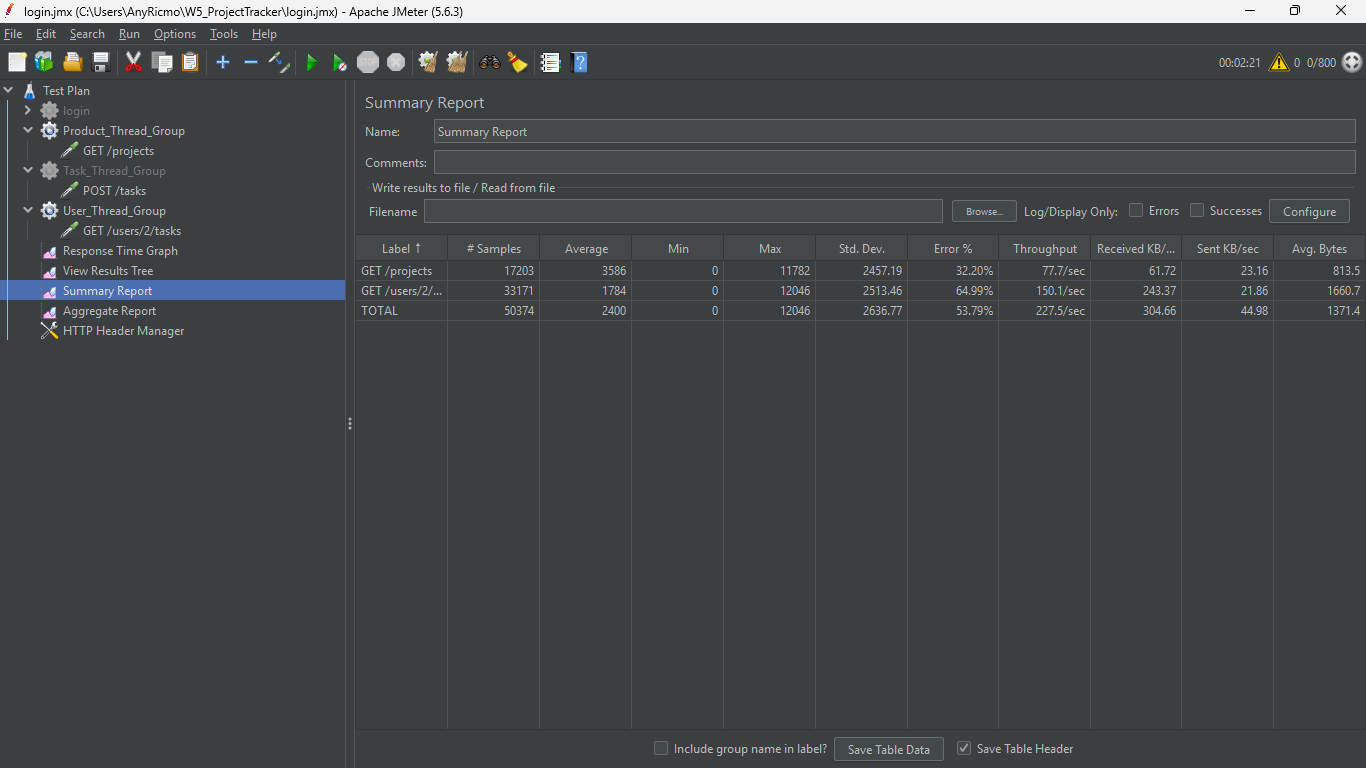 login.jmx (C:\Users\AnyRicmo\W5_ProjectTracker\login.jmx) - Apache JMeter (5.6.3)
File Edit Search Run Options Tools Help
STOP 00:02:21 0 0/800
Test Plan
login
Product_Thread_Group
GET /projects
Task_Thread_Group
POST /tasks
User_Thread_Group
GET /users/2/tasks
Response Time Graph
View Results Tree
Summary Report
Aggregate Report
HTTP Header Manager
Summary Report
Name: Summary Report
Comments:
Write results to file / Read from file
Filename Browse... Log/Display Only: Errors Successes Configure
Label ↑ # Samples Average Min Max Std. Dev. Error % Throughput Received KB/... Sent KB/sec Avg. Bytes
GET /projects 17203 3586 0 11782 2457.19 32.20% 77.7/sec 61.72 23.16 813.5
GET /users/2/... 33171 1784 0 12046 2513.46 64.99% 150.1/sec 243.37 21.86 1660.7
TOTAL 50374 2400 0 12046 2636.77 53.79% 227.5/sec 304.66 44.98 1371.4
Include group name in label? Save Table Data Save Table Header